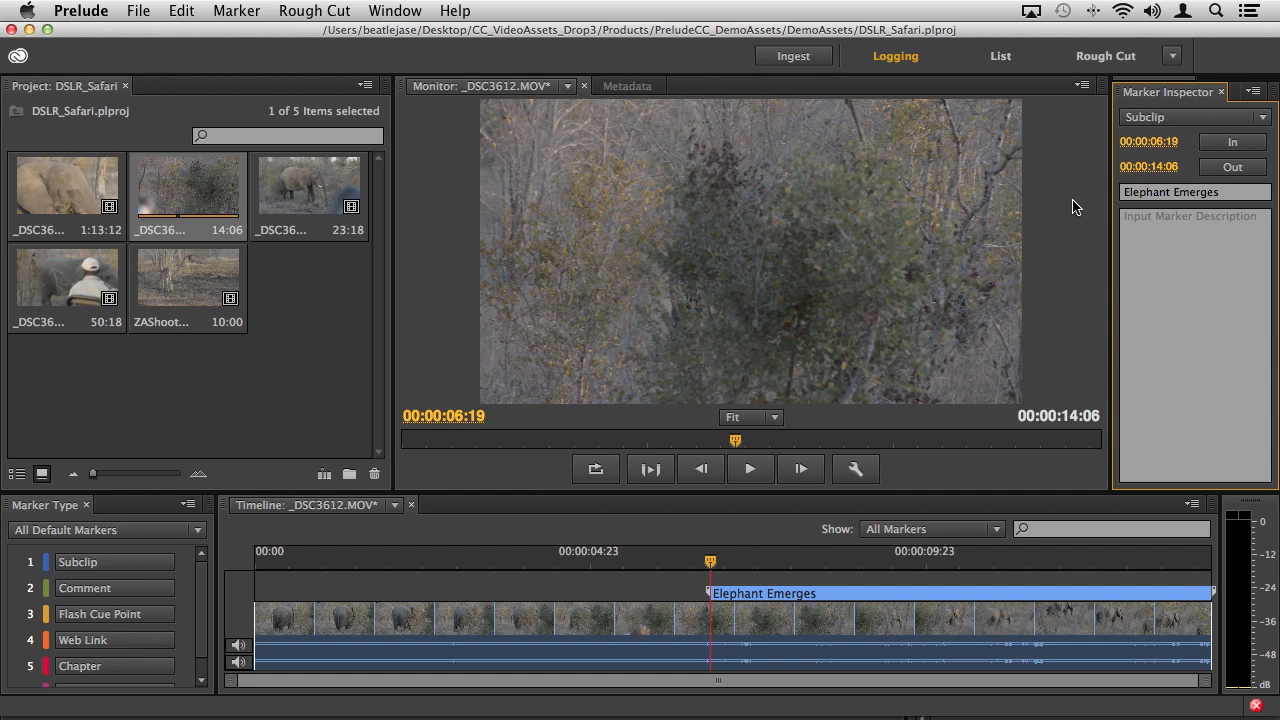 Prelude File Edit Marker Rough Cut Window Help
/Users/beatlejase/Desktop/CC_VideoAssets_Drop3/Products/PreludeCC_DemoAssets/DemoAssets/DSLR_Safari.plproj
Ingest Logging List Rough Cut
Project: DSLR_Safari
DSLR_Safari.plproj 1 of 5 Items selected
_DSC36... 1:13:12
_DSC36... 14:06
_DSC36... 23:18
_DSC36... 50:18
ZAShoot... 10:00
Monitor: _DSC3612.MOV* Metadata
00:00:06:19 Fit 00:00:14:06
Marker Inspector
Subclip
00:00:06:19 In
00:00:14:06 Out
Elephant Emerges
Input Marker Description
Marker Type
All Default Markers
1 Subclip
2 Comment
3 Flash Cue Point
4 Web Link
5 Chapter
Timeline: _DSC3612.MOV*
Show: All Markers
00:00 00:00:04:23 00:00:09:23
Elephant Emerges
0
-12
-24
-36
-48
dB